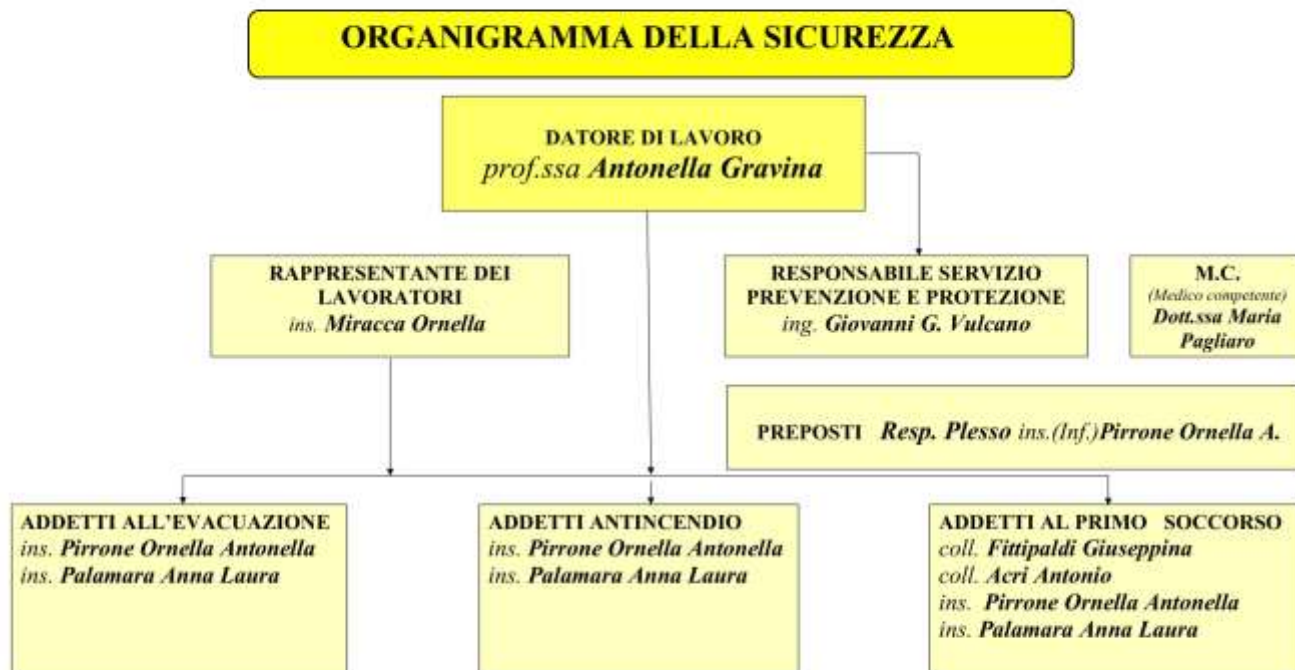 ORGANIGRAMMA DELLA SICUREZZA
DATORE DI LAVORO
prof.ssa Antonella Gravina
RAPPRESENTANTE DEI
LAVORATORI
ins. Miracca Ornella
RESPONSABILE SERVIZIO
PREVENZIONE E PROTEZIONE
ing. Giovanni G. Vulcano
M.C.
(Medico competente)
Dott.ssa Maria
Pagliaro
PREPOSTI Resp. Plesso ins.(Inf.)Pirrone Ornella A.
ADDETTI ALL'EVACUAZIONE
ins. Pirrone Ornella Antonella
ins. Palamara Anna Laura
ADDETTI ANTINCENDIO
ins. Pirrone Ornella Antonella
ins. Palamara Anna Laura
ADDETTI AL PRIMO SOCCORSO
coll. Fittipaldi Giuseppina
coll. Acri Antonio
ins. Pirrone Ornella Antonella
ins. Palamara Anna Laura